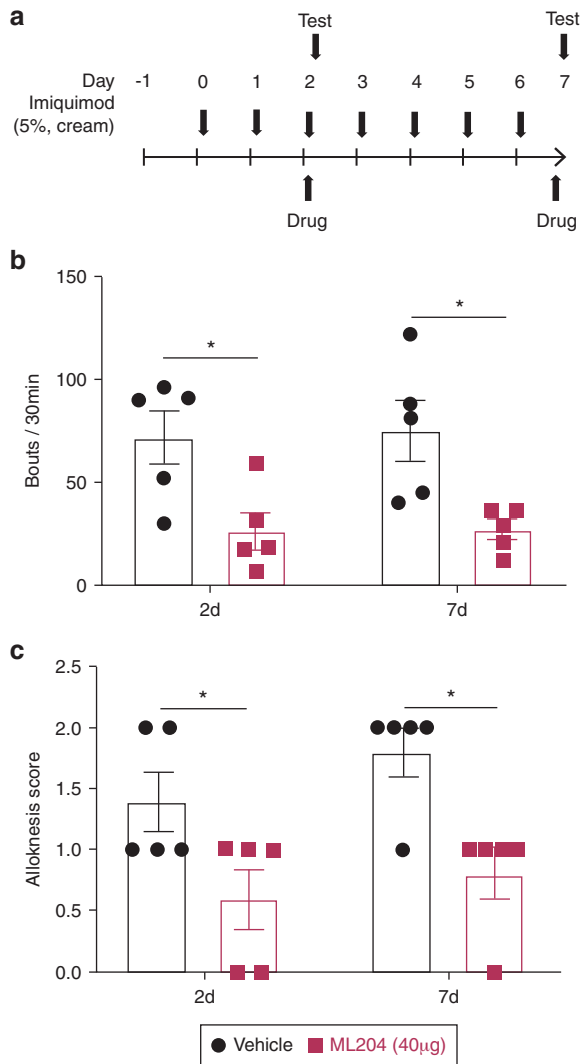 a
Test Test
Day -1 0 1 2 3 4 5 6 7
Imiquimod
(5%, cream)
Drug Drug
b
150
100
50
0
Bouts / 30min
* *
2d 7d
c
2.5
2.0
1.5
1.0
0.5
0.0
Alloknesis score
* *
2d 7d
Vehicle ML204 (40μg)